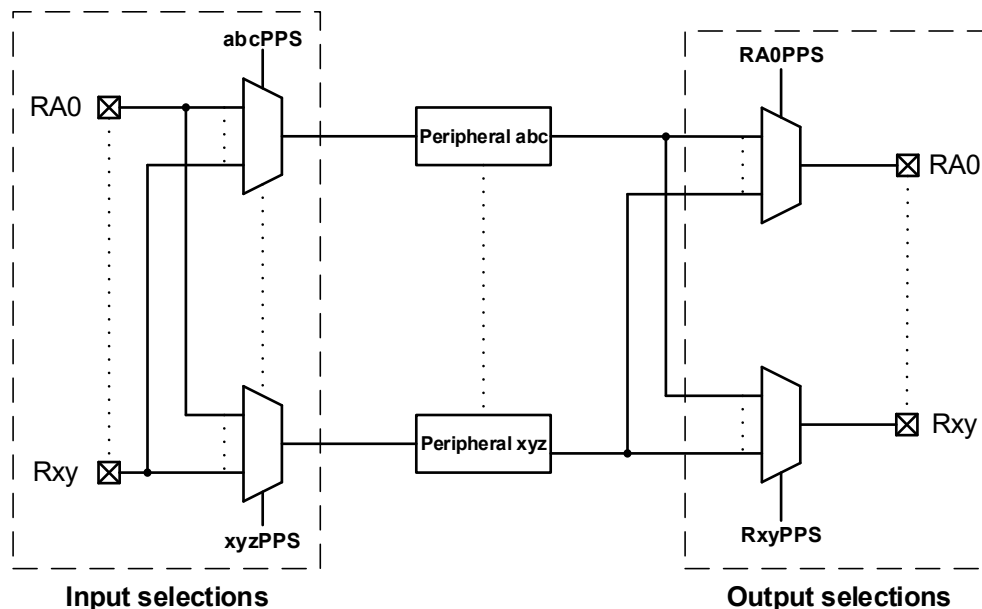 abcPPS
RA0PPS
RA0
Peripheral abc
RA0
Rxy
Peripheral xyz
Rxy
xyzPPS
RxyPPS
Input selections
Output selections